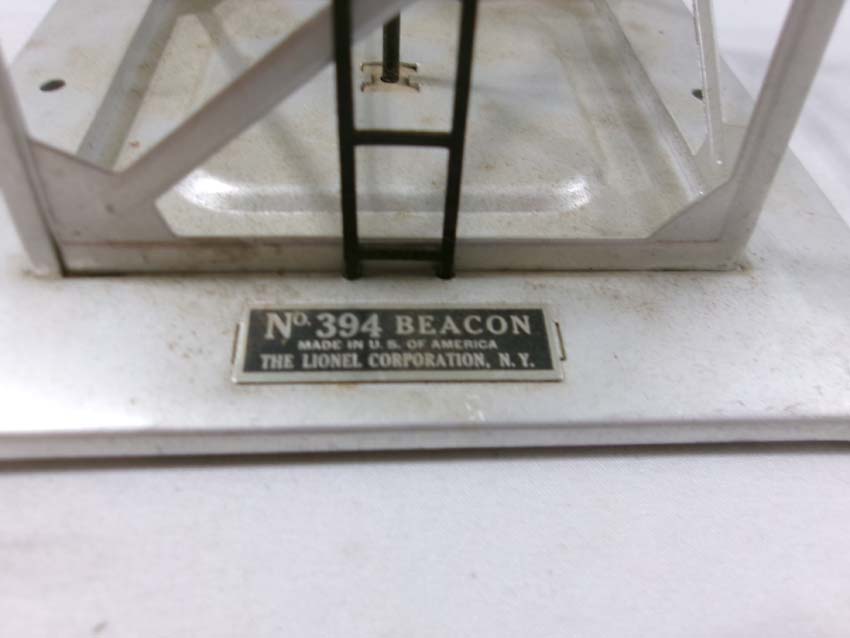 No. 394 BEACON
MADE IN U. S. OF AMERICA
THE LIONEL CORPORATION, N. Y.